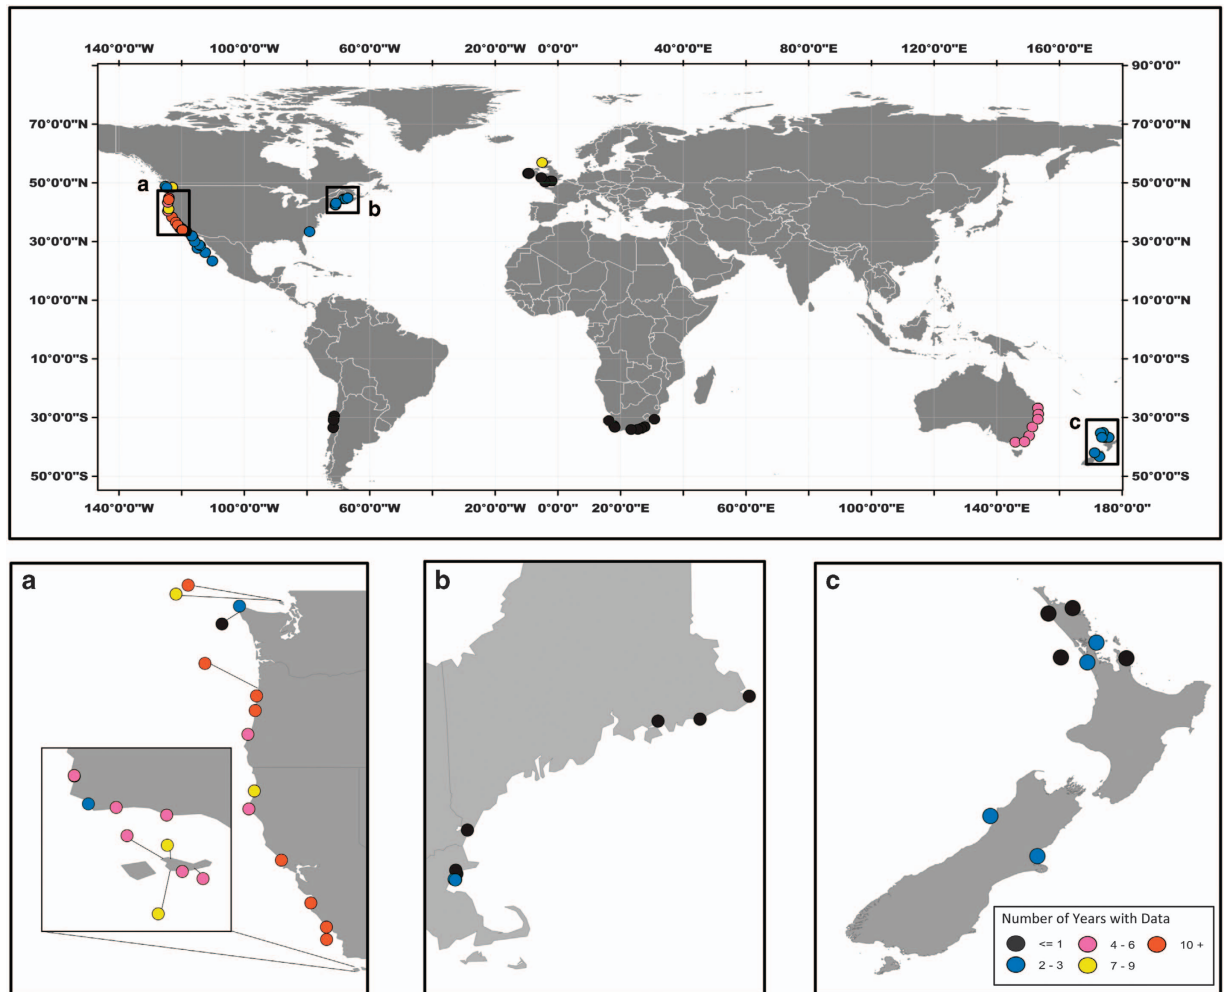 140°0'0"W 100°0'0"W 60°0'0"W 20°0'0"W 0°0'0" 40°0'0"E 80°0'0"E 120°0'0"E 160°0'0"E
90°0'0"
70°0'0"N 70°0'0"N
a
50°0'0"N 50°0'0"N
b
30°0'0"N 30°0'0"N
10°0'0"N 10°0'0"N
10°0'0"S 10°0'0"S
30°0'0"S 30°0'0"S
c
50°0'0"S 50°0'0"S
140°0'0"W 100°0'0"W 60°0'0"W 20°0'0"W 0°0'0" 20°0'0"E 60°0'0"E 100°0'0"E 140°0'0"E 180°0'0"
a
b
c
Number of Years with Data
<= 1 4 - 6 10 +
2 - 3 7 - 9